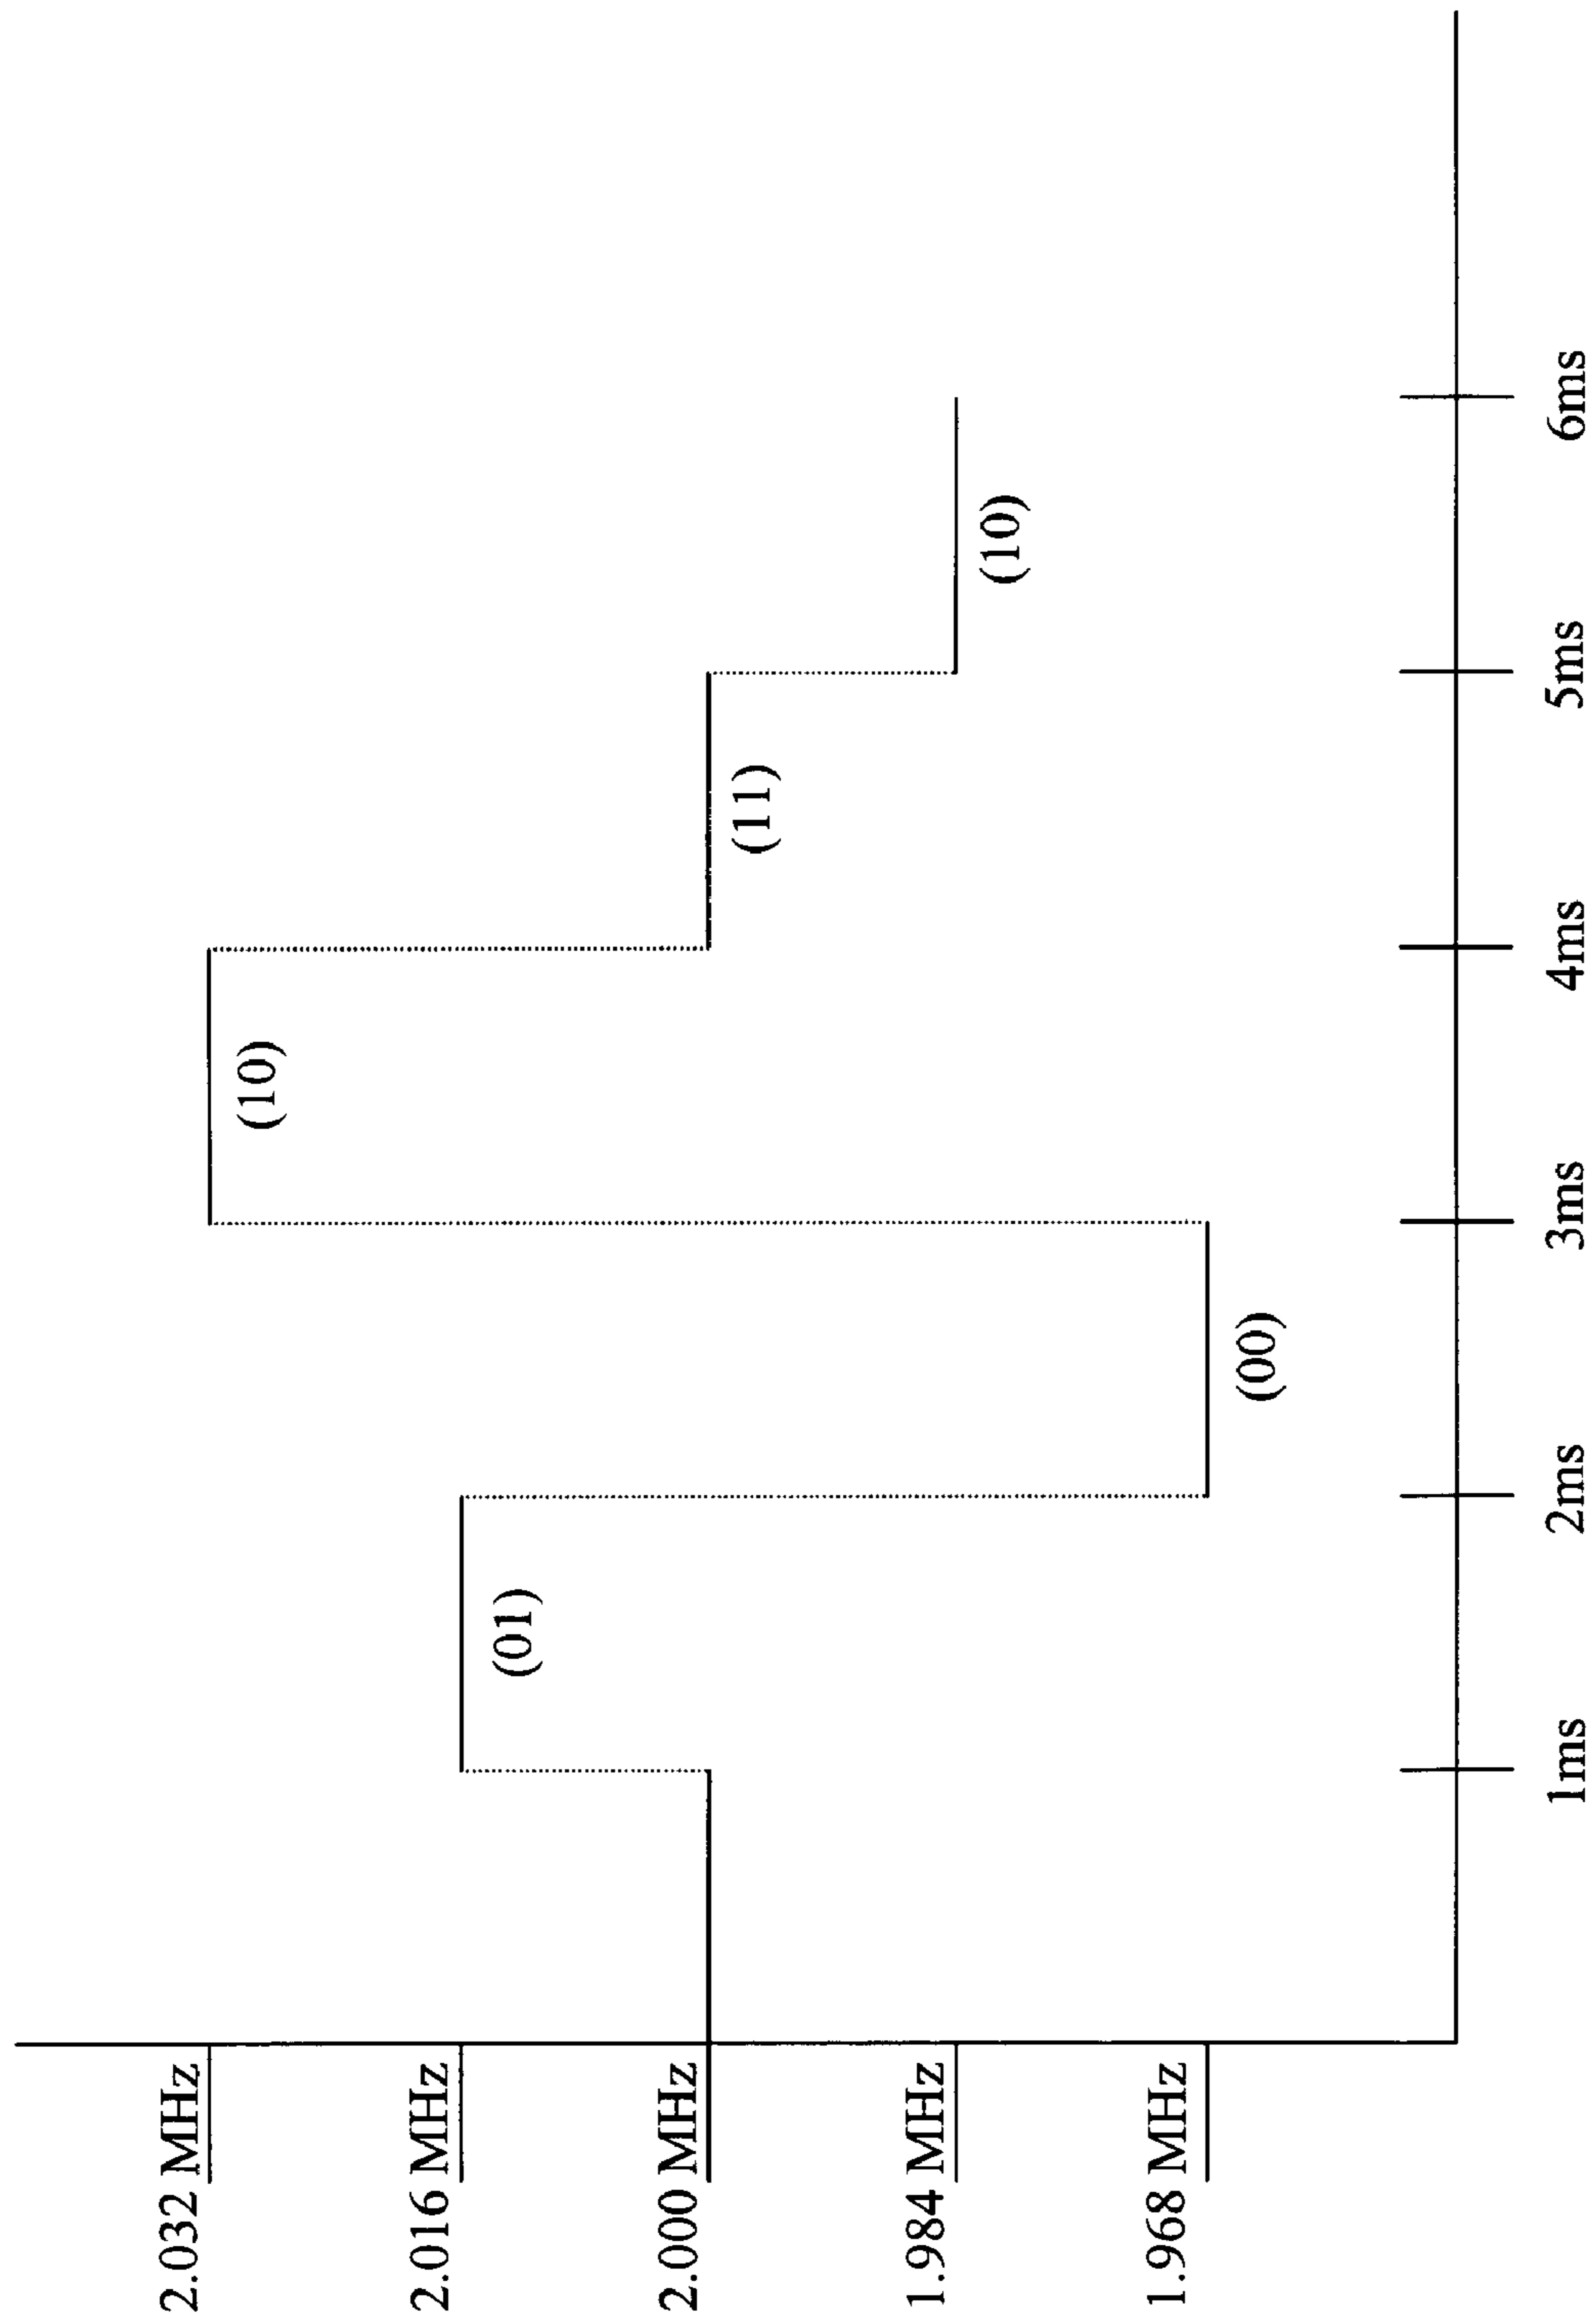 2.032 MHz
2.016 MHz
2.000 MHz
1.984 MHz
1.968 MHz
(01)
(00)
(10)
(11)
(10)
1ms
2ms
3ms
4ms
5ms
6ms